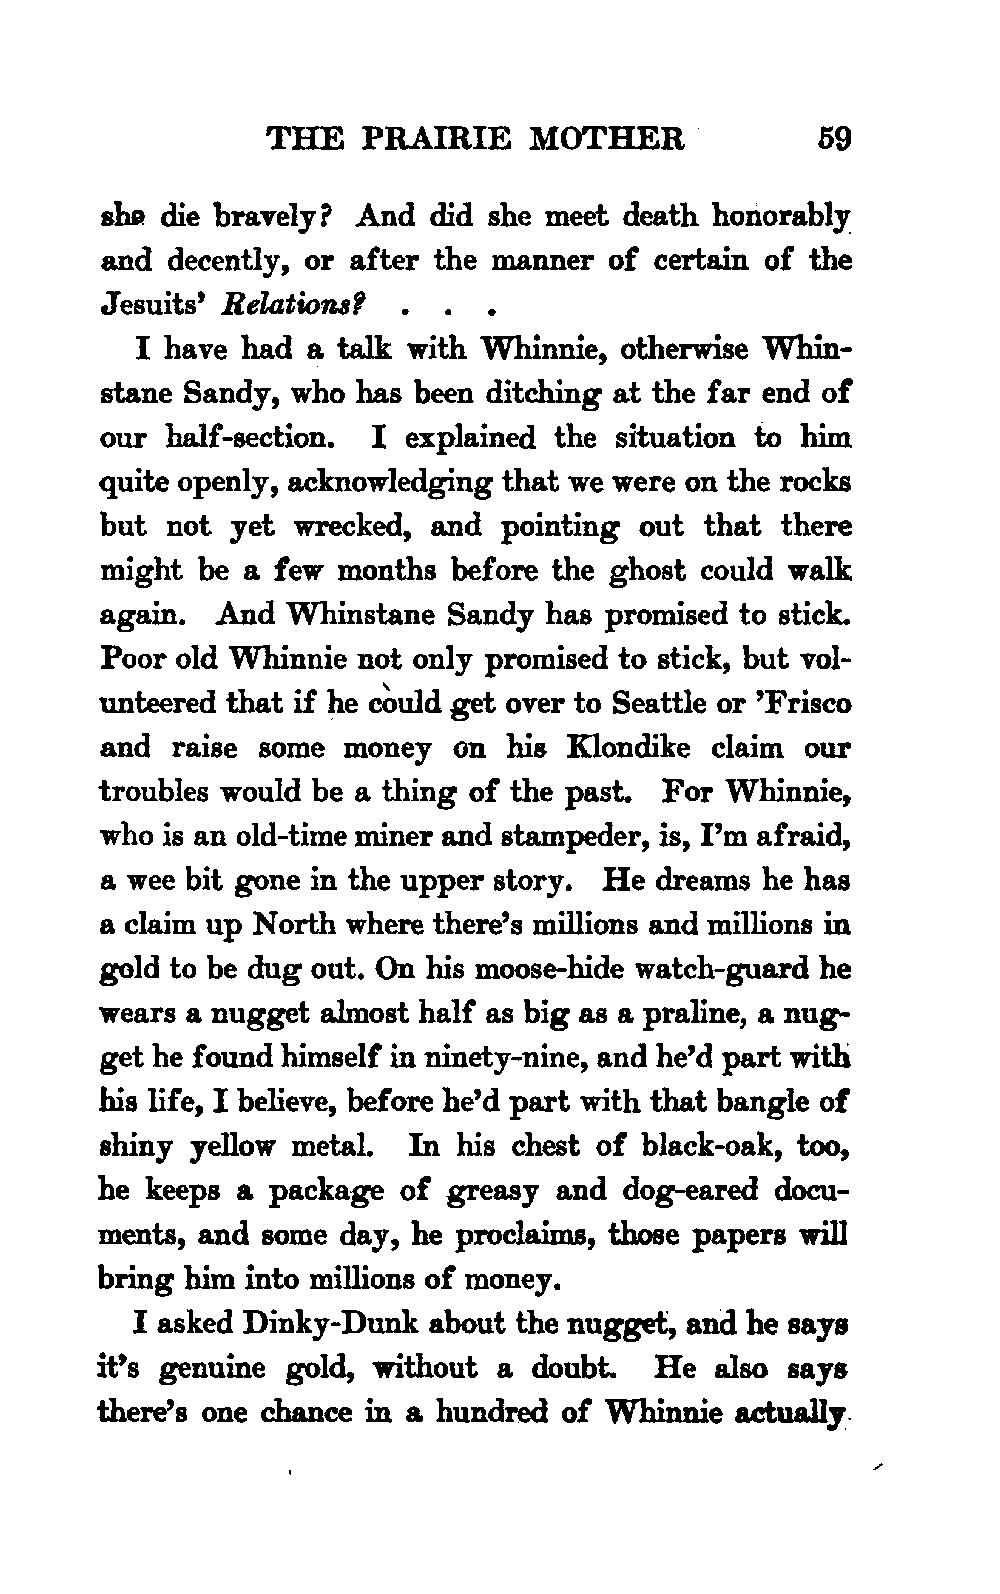 THE PRAIRIE MOTHER 59
she die bravely? And did she meet death honorably
and decently, or after the manner of certain of the
Jesuits' Relations? . . .
I have had a talk with Whinnie, otherwise Whin-
stane Sandy, who has been ditching at the far end of
our half-section. I explained the situation to him
quite openly, acknowledging that we were on the rocks
but not yet wrecked, and pointing out that there
might be a few months before the ghost could walk
again. And Whinstane Sandy has promised to stick.
Poor old Whinnie not only promised to stick, but vol-
unteered that if he could get over to Seattle or 'Frisco
and raise some money on his Klondike claim our
troubles would be a thing of the past. For Whinnie,
who is an old-time miner and stampeder, is, I'm afraid,
a wee bit gone in the upper story. He dreams he has
a claim up North where there's millions and millions in
gold to be dug out. On his moose-hide watch-guard he
wears a nugget almost half as big as a praline, a nug-
get he found himself in ninety-nine, and he'd part with
his life, I believe, before he'd part with that bangle of
shiny yellow metal. In his chest of black-oak, too,
he keeps a package of greasy and dog-eared docu-
ments, and some day, he proclaims, those papers will
bring him into millions of money.
I asked Dinky-Dunk about the nugget, and he says
it's genuine gold, without a doubt. He also says
there's one chance in a hundred of Whinnie actually